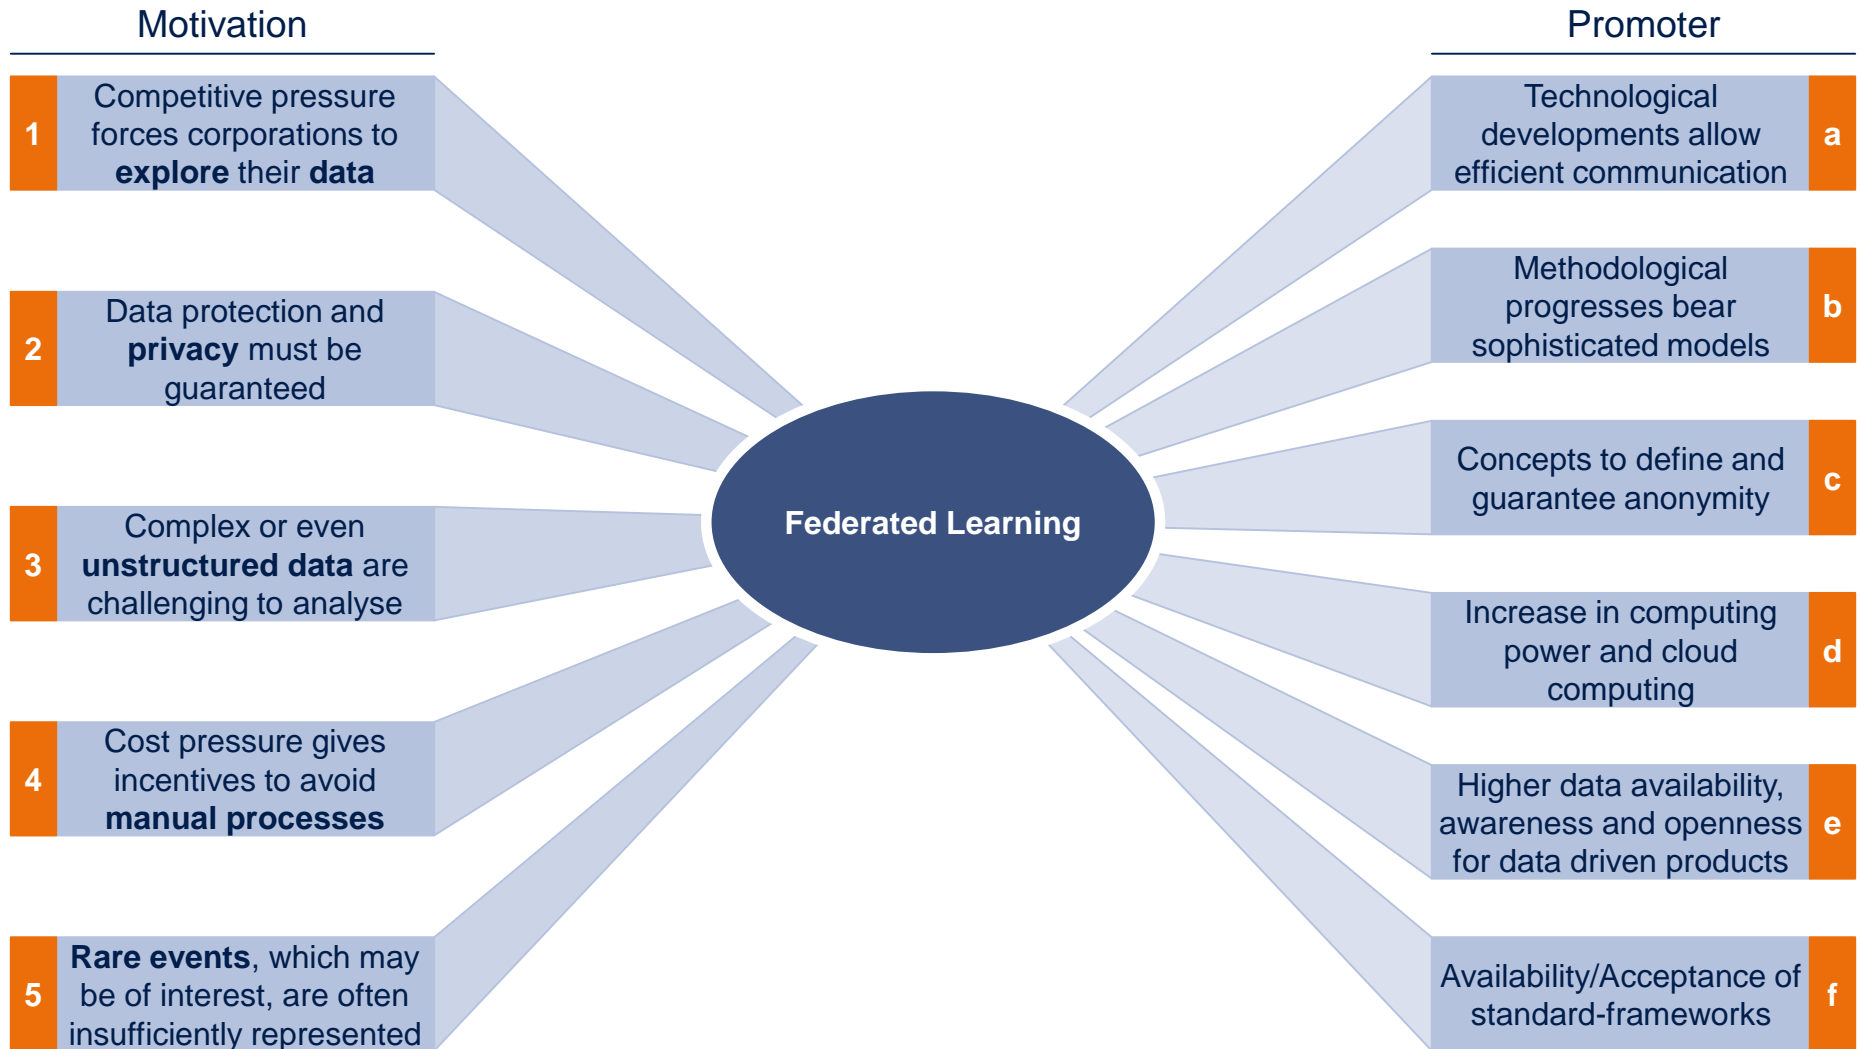 Motivation
1
Competitive pressure
forces corporations to
explore their data
2
Data protection and
privacy must be
guaranteed
3
Complex or even
unstructured data are
challenging to analyse
4
Cost pressure gives
incentives to avoid
manual processes
5
Rare events, which may
be of interest, are often
insufficiently represented
Federated Learning
Promoter
Technological
developments allow
efficient communication
a
Methodological
progresses bear
sophisticated models
b
Concepts to define and
guarantee anonymity
c
Increase in computing
power and cloud
computing
d
Higher data availability,
awareness and openness
for data driven products
e
Availability/Acceptance of
standard-frameworks
f